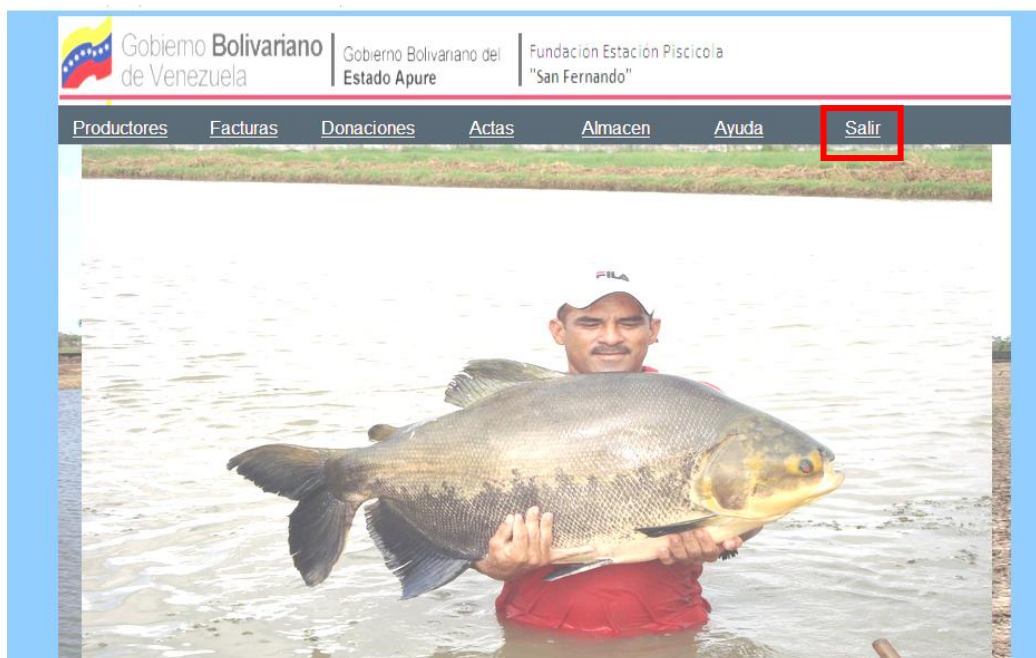 Gobierno Bolivariano
de Venezuela
Gobierno Bolivariano del
Estado Apure
Fundación Estación Piscicola
"San Fernando"
Productores Facturas Donaciones Actas Almacen Ayuda Salir
FILA